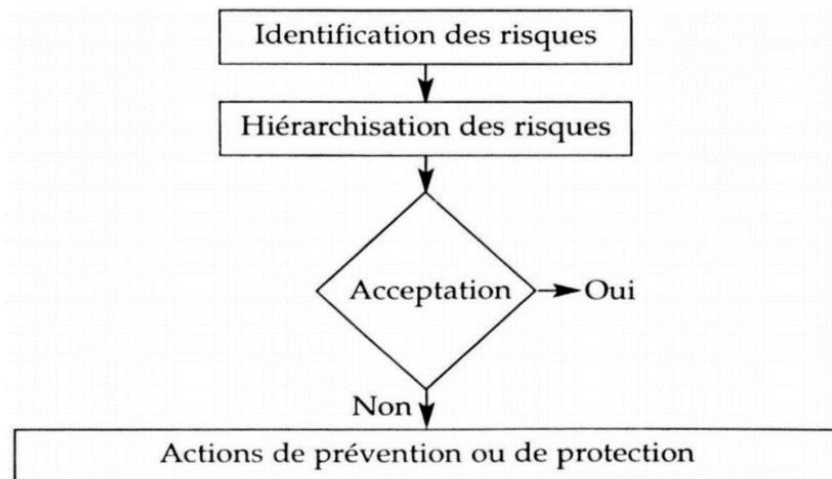 Identification des risques
Hiérarchisation des risques
Acceptation
Oui
Non
Actions de prévention ou de protection